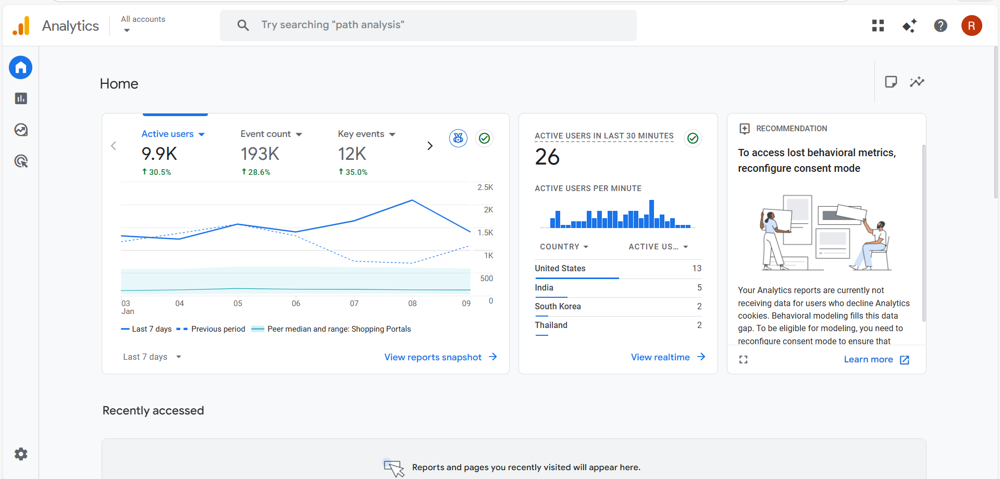 Analytics
All accounts
Try searching "path analysis"
R
Home
Active users
9.9K
30.5%
Event count
193K
28.6%
Key events
12K
35.0%
2.5K
2K
1.5K
1K
500
0
03
Jan
04
05
06
07
08
09
Last 7 days
Previous period
Peer median and range: Shopping Portals
Last 7 days
View reports snapshot
ACTIVE USERS IN LAST 30 MINUTES
26
ACTIVE USERS PER MINUTE
COUNTRY
ACTIVE US...
United States 13
India 5
South Korea 2
Thailand 2
View realtime
RECOMMENDATION
To access lost behavioral metrics,
reconfigure consent mode
Your Analytics reports are currently not
receiving data for users who decline Analytics
cookies. Behavioral modeling fills this data
gap. To be eligible for modeling, you need to
reconfigure consent mode to ensure that
Learn more
Recently accessed
Reports and pages you recently visited will appear here.